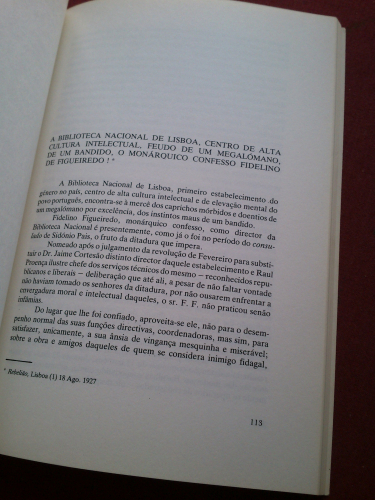 A BIBLIOTECA NACIONAL DE LISBOA, CENTRO DE ALTA
CULTURA INTELECTUAL, FEUDO DE UM MEGALÓMANO,
DE UM BANDIDO, O MONÁRQUICO CONFESSO FIDELINO
DE FIGUEIREDO ! *
A Biblioteca Nacional de Lisboa, primeiro estabelecimento do
género no país, centro de alta cultura intelectual e de elevação mental do
povo português, encontra-se à mercê dos caprichos mórbidos e doentios de
um megalómano por excelência, dos instintos maus de um bandido.
Fidelino Figueiredo, monárquico confesso, como director da
Biblioteca Nacional é presentemente, como já o foi no período do consu-
lado de Sidónio Pais, o fruto da ditadura que impera.
Nomeado após o julgamento da revolução de Fevereiro para substi-
tuir o Dr. Jaime Cortesão distinto director daquele estabelecimento e Raul
Proença ilustre chefe dos serviços técnicos do mesmo – reconhecidos repu-
blicanos e liberais – deliberação que até ali, a pesar de não faltar vontade
não haviam tomado os senhores da ditadura, por não ousarem enfrentar a
envergadura moral e intelectual daqueles, o sr. F. F. não praticou senão
infâmias.
Do lugar que lhe foi confiado, aproveita-se ele, não para o desem-
penho normal das suas funções directivas, coordenadoras, mas sim, para
satisfazer, unicamente, a sua ânsia de vingança mesquinha e miserável;
sobre a obra e amigos daqueles de quem se considera inimigo fidagal,
* Rebelião, Lisboa (1) 18 Ago. 1927
113